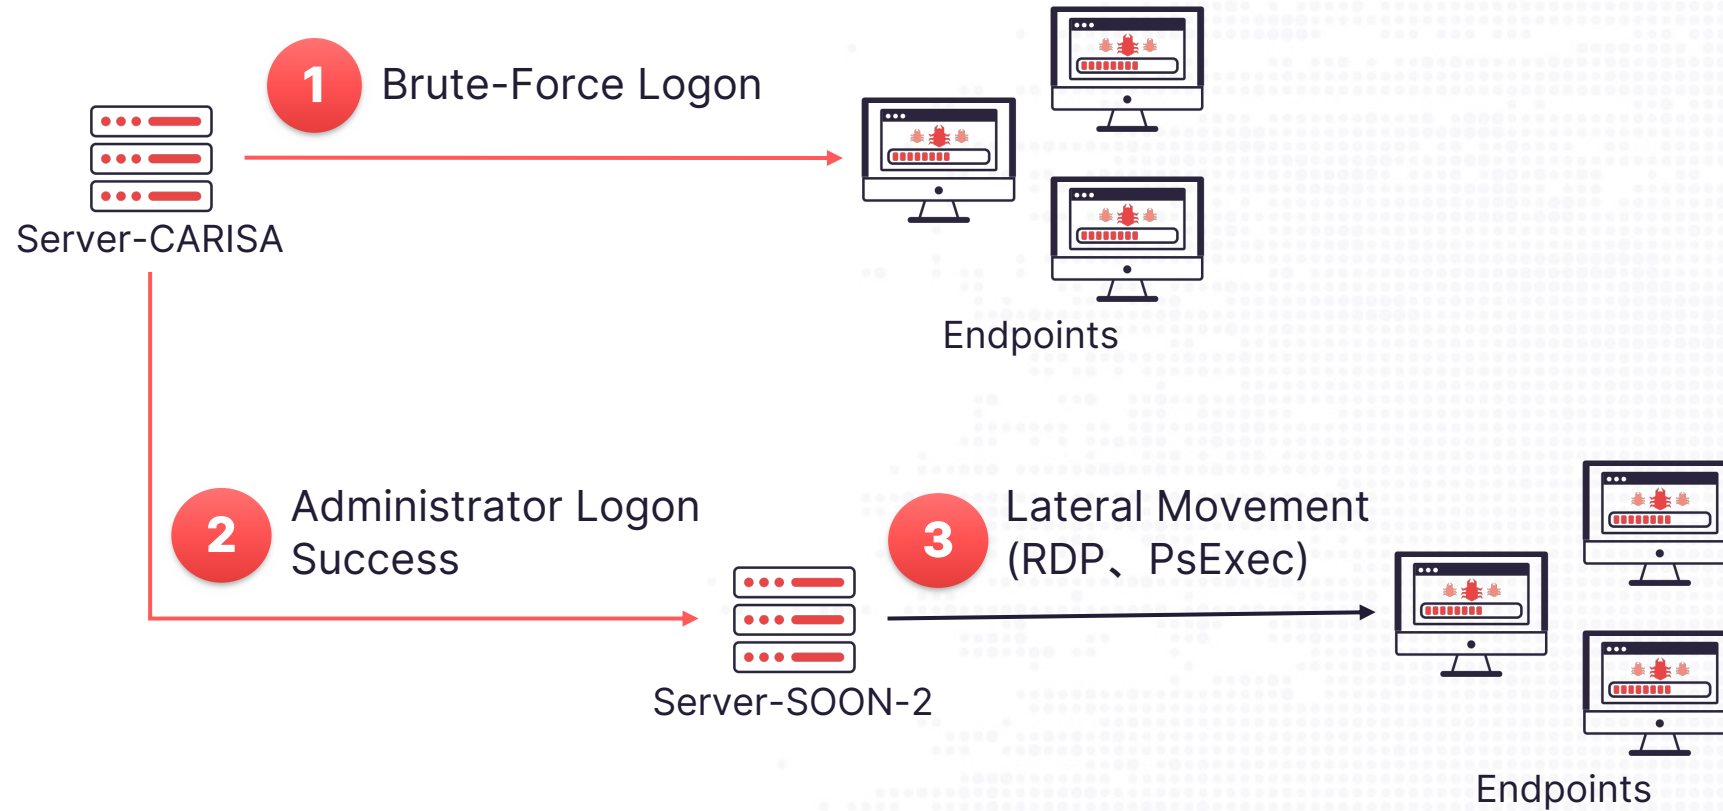 1
Brute-Force Logon
Server-CARISA
Endpoints
2
Administrator Logon
Success
3
Lateral Movement
(RDP、PsExec)
Server-SOON-2
Endpoints